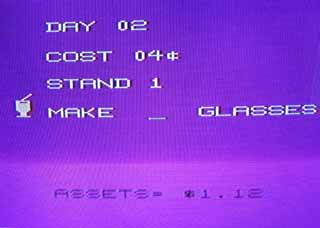 DAY 02
COST 04¢
STAND 1
MAKE _ GLASSES
ASSETS= $1.12